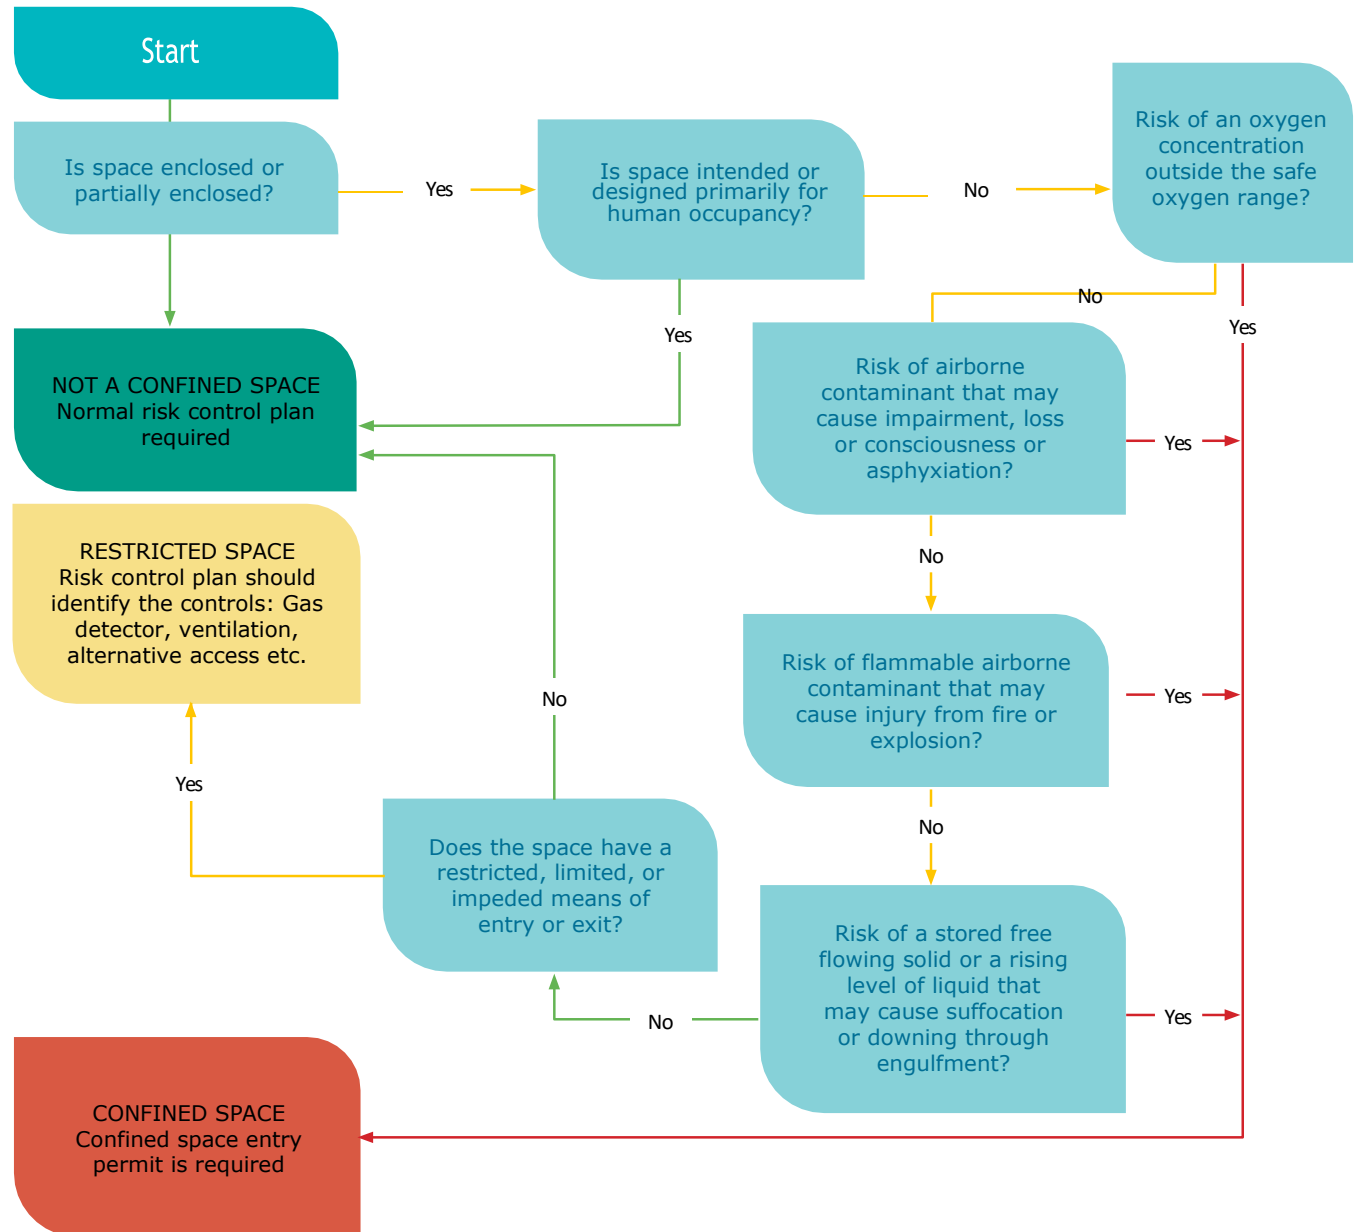 Start
Is space enclosed or
partially enclosed?
Yes
Is space intended or
designed primarily for
human occupancy?
No
Risk of an oxygen
concentration
outside the safe
oxygen range?
No
Yes
Yes
NOT A CONFINED SPACE
Normal risk control plan
required
Risk of airborne
contaminant that may
cause impairment, loss
or consciousness or
asphyxiation?
Yes
No
RESTRICTED SPACE
Risk control plan should
identify the controls: Gas
detector, ventilation,
alternative access etc.
Risk of flammable airborne
contaminant that may
cause injury from fire or
explosion?
Yes
No
Yes
No
Does the space have a
restricted, limited, or
impeded means of
entry or exit?
Risk of a stored free
flowing solid or a rising
level of liquid that
may cause suffocation
or downing through
engulfment?
Yes
No
CONFINED SPACE
Confined space entry
permit is required